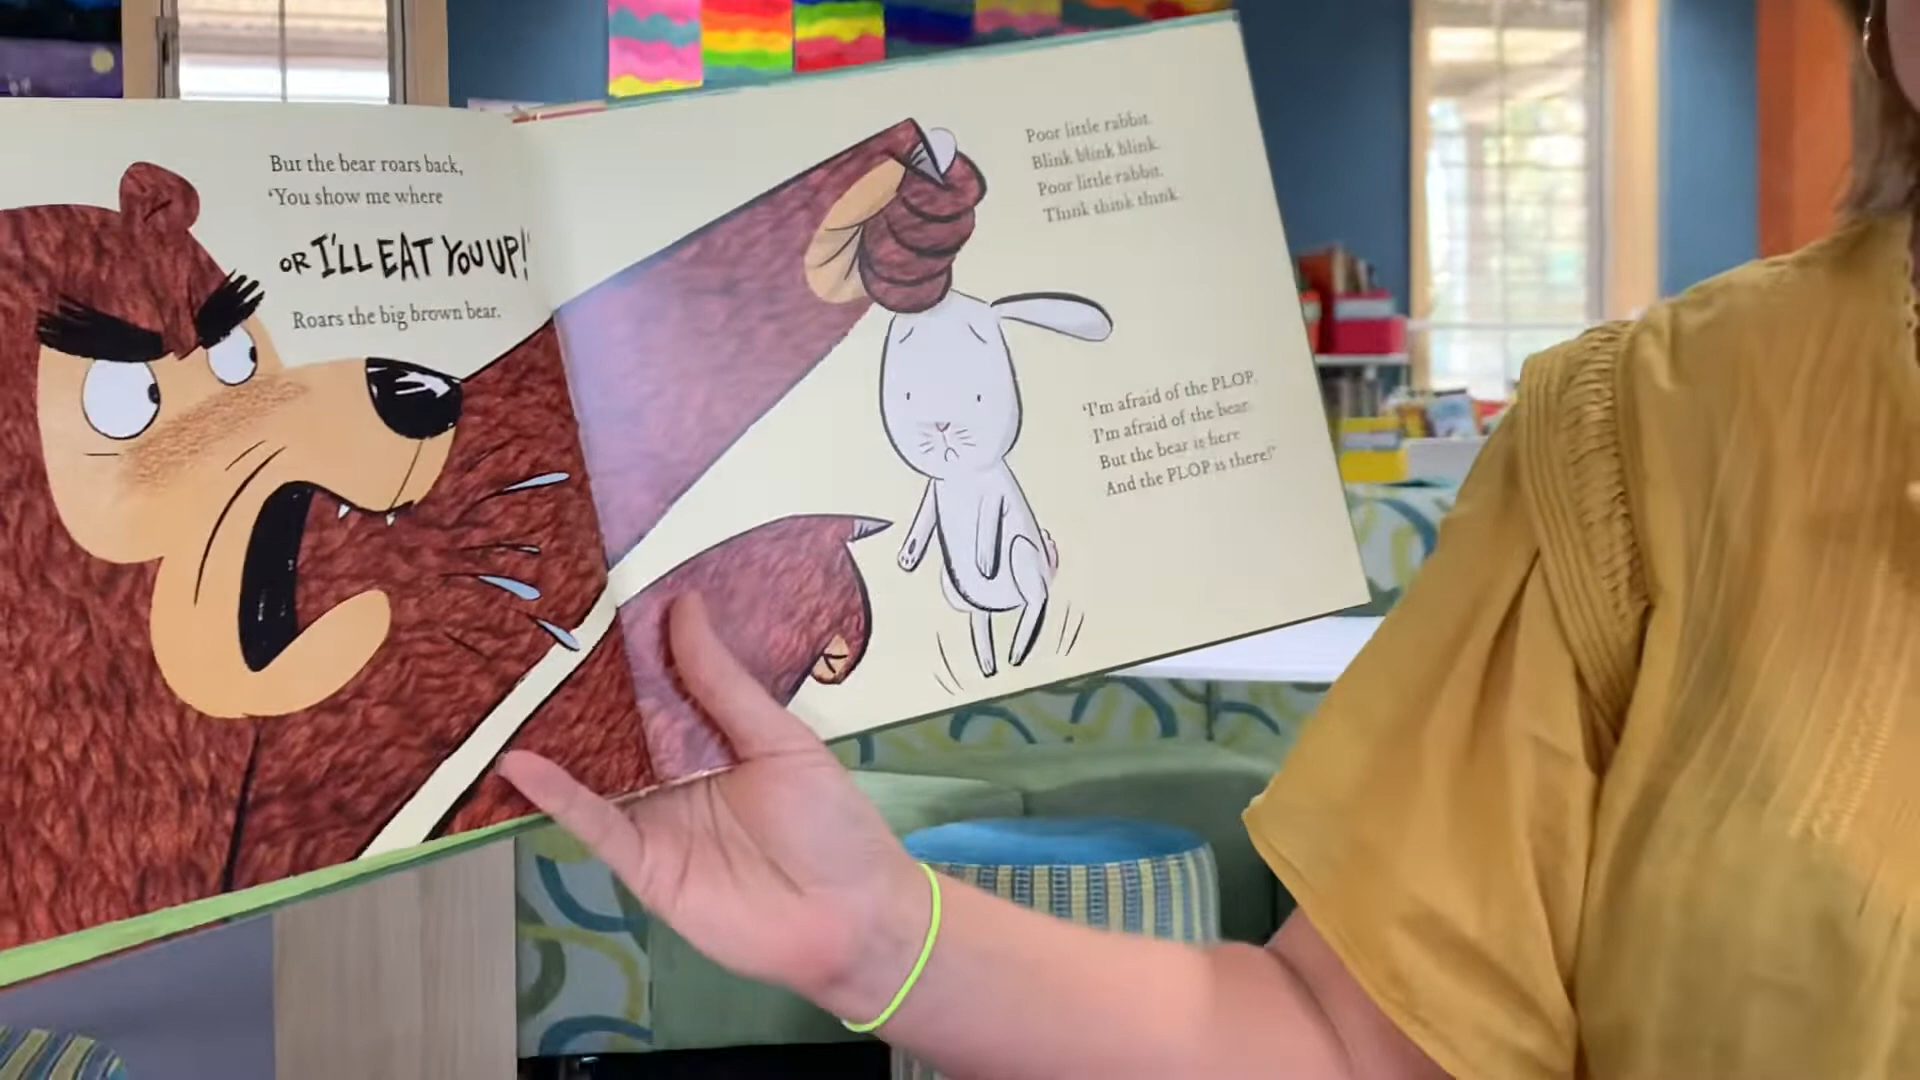 But the bear roars back,
‘You show me where
OR I'LL EAT YOU UP!’
Roars the big brown bear.
Poor little rabbit.
Blink blink blink.
Poor little rabbit.
Think think think.
‘I'm afraid of the PLOP.
I'm afraid of the bear.
But the bear is here
And the PLOP is there!’